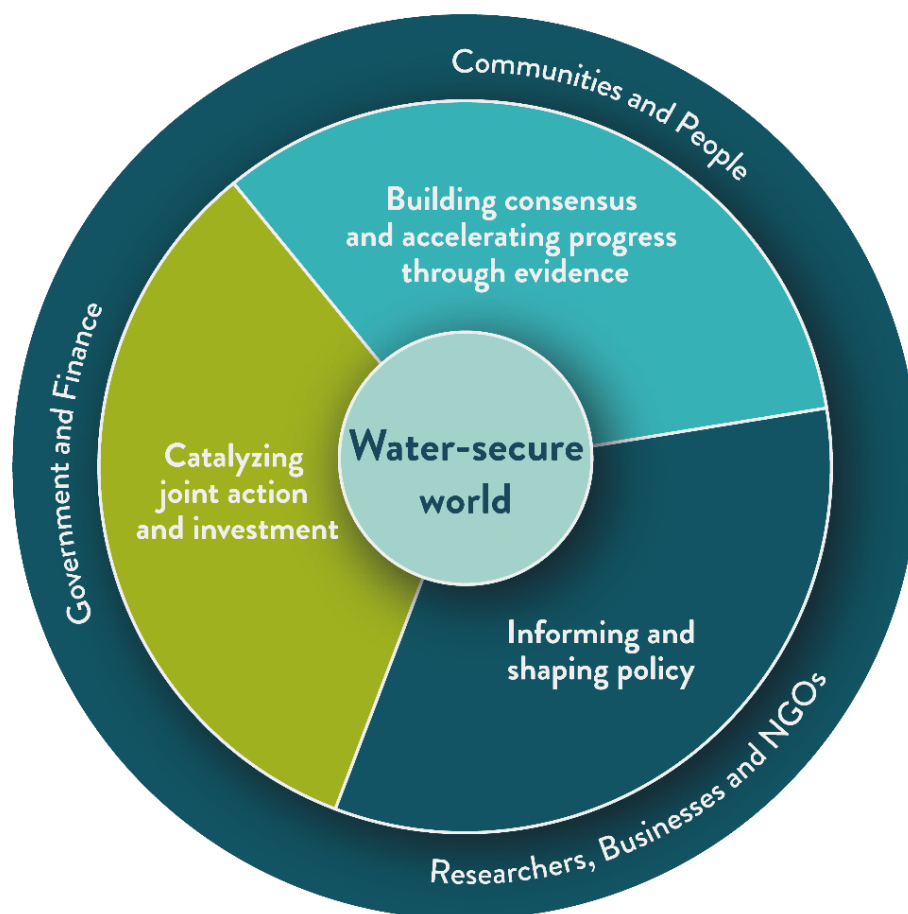 Communities and People
Building consensus
and accelerating progress
through evidence
Government and Finance
Catalyzing
joint action
and investment
Water-secure
world
Informing and
shaping policy
Researchers, Businesses and NGOs